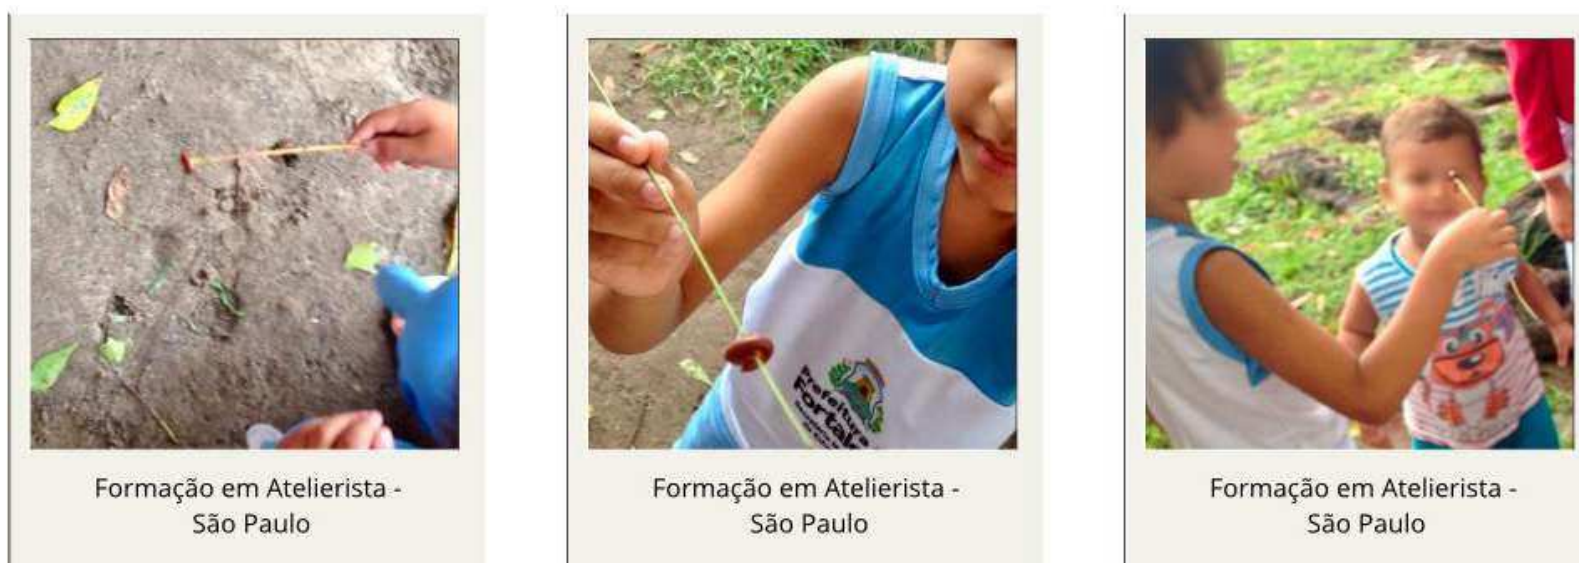 Prefeitura
Fortal
Formação em Atelierista -
São Paulo
Formação em Atelierista -
São Paulo
Formação em Atelierista -
São Paulo